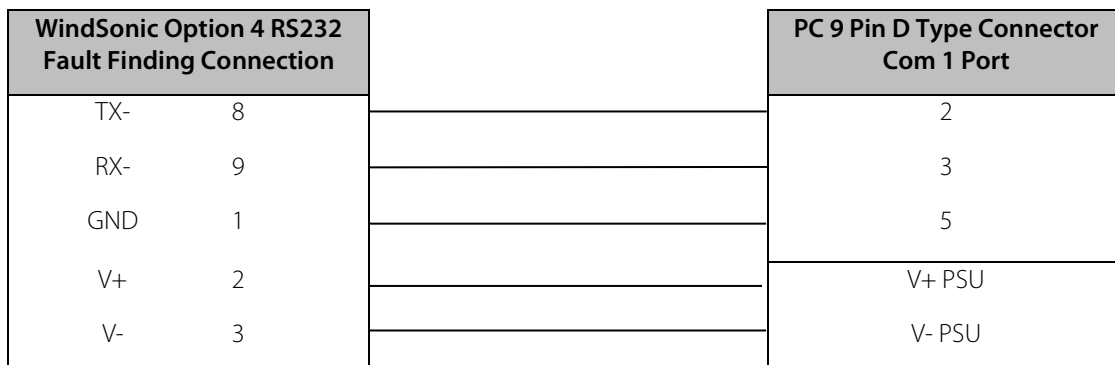 WindSonic Option 4 RS232
Fault Finding Connection
PC 9 Pin D Type Connector
Com 1 Port
TX- 8 2
RX- 9 3
GND 1 5
V+ 2 V+ PSU
V- 3 V- PSU